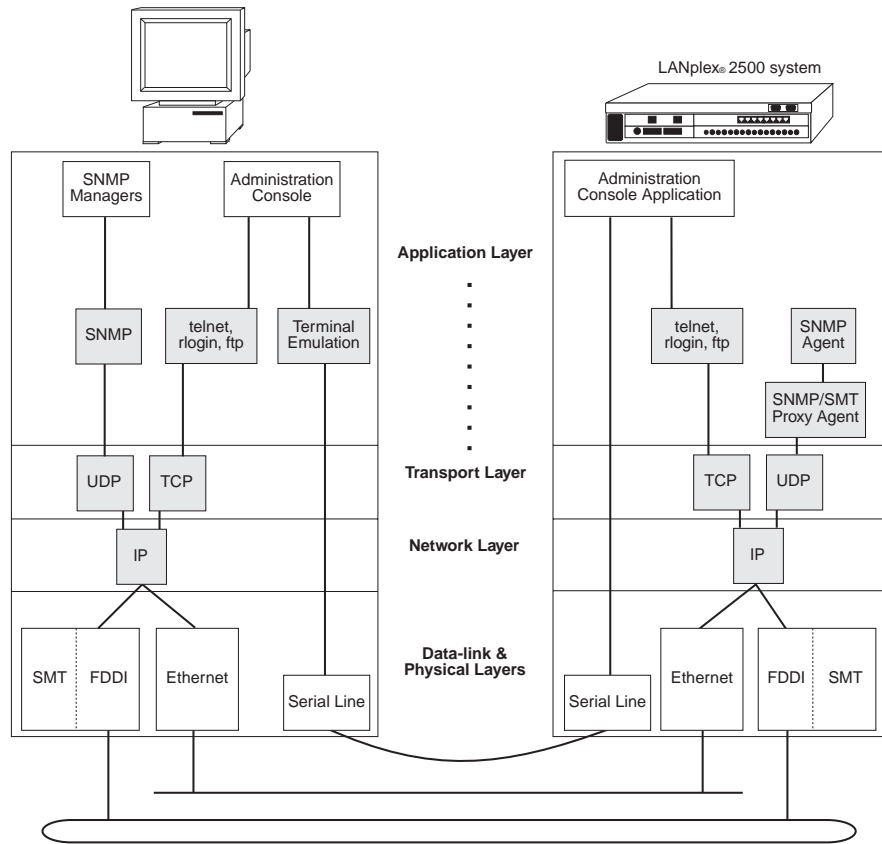 LANplex® 2500 system
SNMP
Managers
Administration
Console
Administration
Console Application
Application Layer
SNMP
telnet,
rlogin, ftp
Terminal
Emulation
telnet,
rlogin, ftp
SNMP
Agent
SNMP/SMT
Proxy Agent
UDP
TCP
Transport Layer
TCP
UDP
IP
Network Layer
IP
SMT
FDDI
Ethernet
Serial Line
Data-link &
Physical Layers
Serial Line
Ethernet
FDDI
SMT